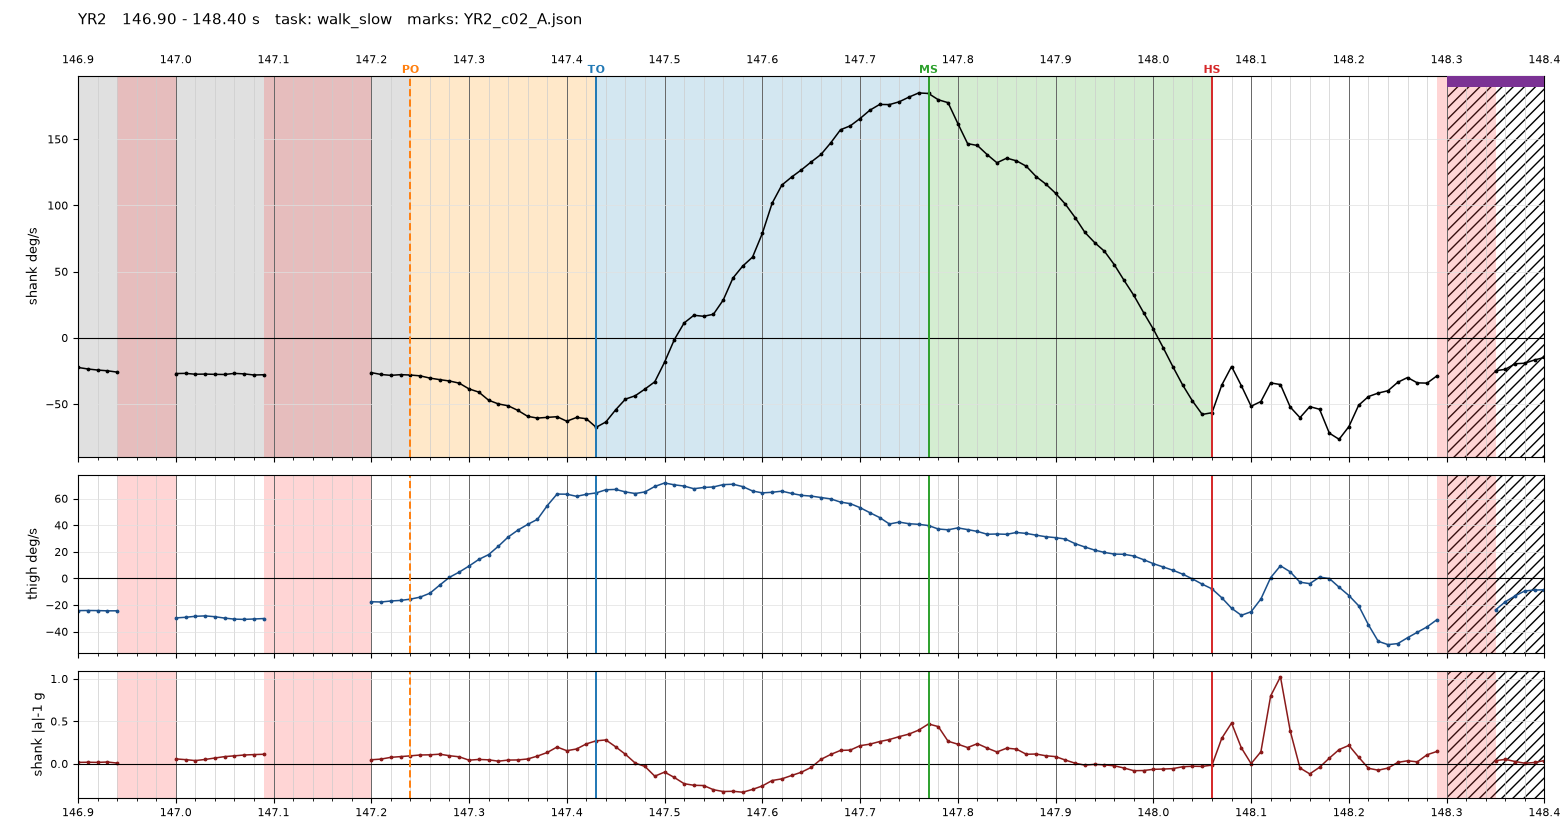 YR2   146.90 - 148.40 s   task: walk_slow   marks: YR2_c02_A.json
146.9 147.0 147.1 147.2 147.3 147.4 147.5 147.6 147.7 147.8 147.9 148.0 148.1 148.2 148.3 148.4
PO TO MS HS
shank deg/s
150
100
50
0
−50
thigh deg/s
60
40
20
0
−20
−40
shank |a|-1 g
1.0
0.5
0.0
146.9 147.0 147.1 147.2 147.3 147.4 147.5 147.6 147.7 147.8 147.9 148.0 148.1 148.2 148.3 148.4